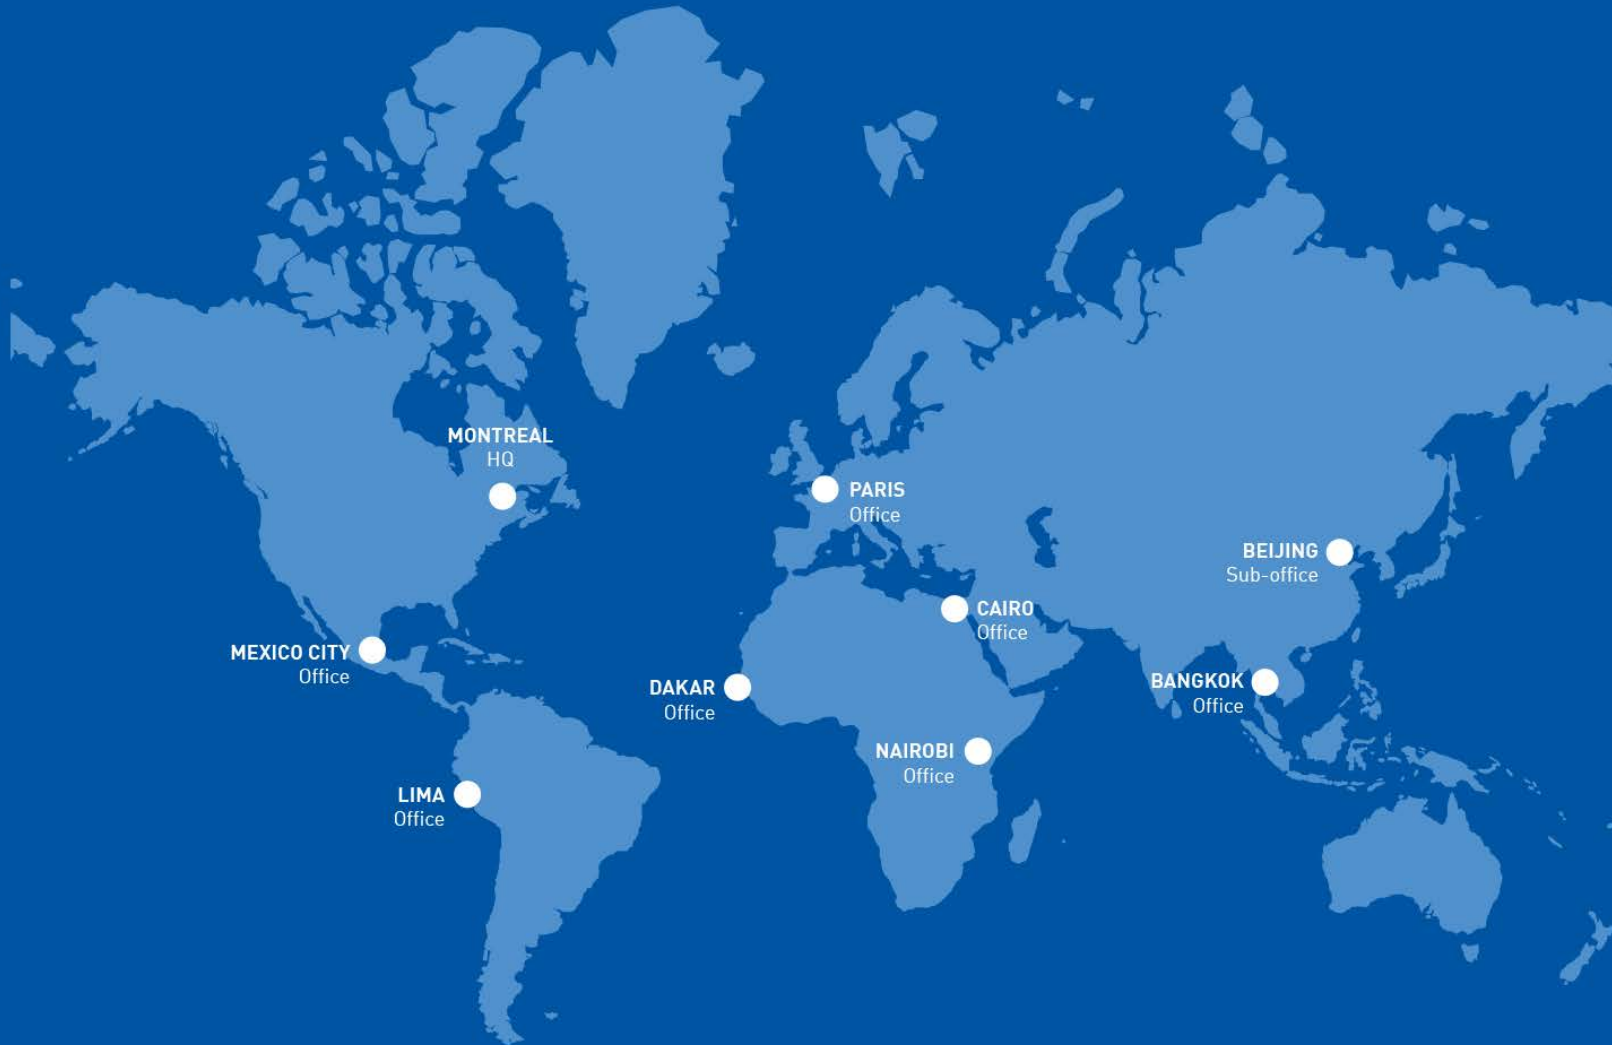 MONTREAL
HQ
PARIS
Office
BEIJING
Sub-office
CAIRO
Office
MEXICO CITY
Office
DAKAR
Office
BANGKOK
Office
NAIROBI
Office
LIMA
Office